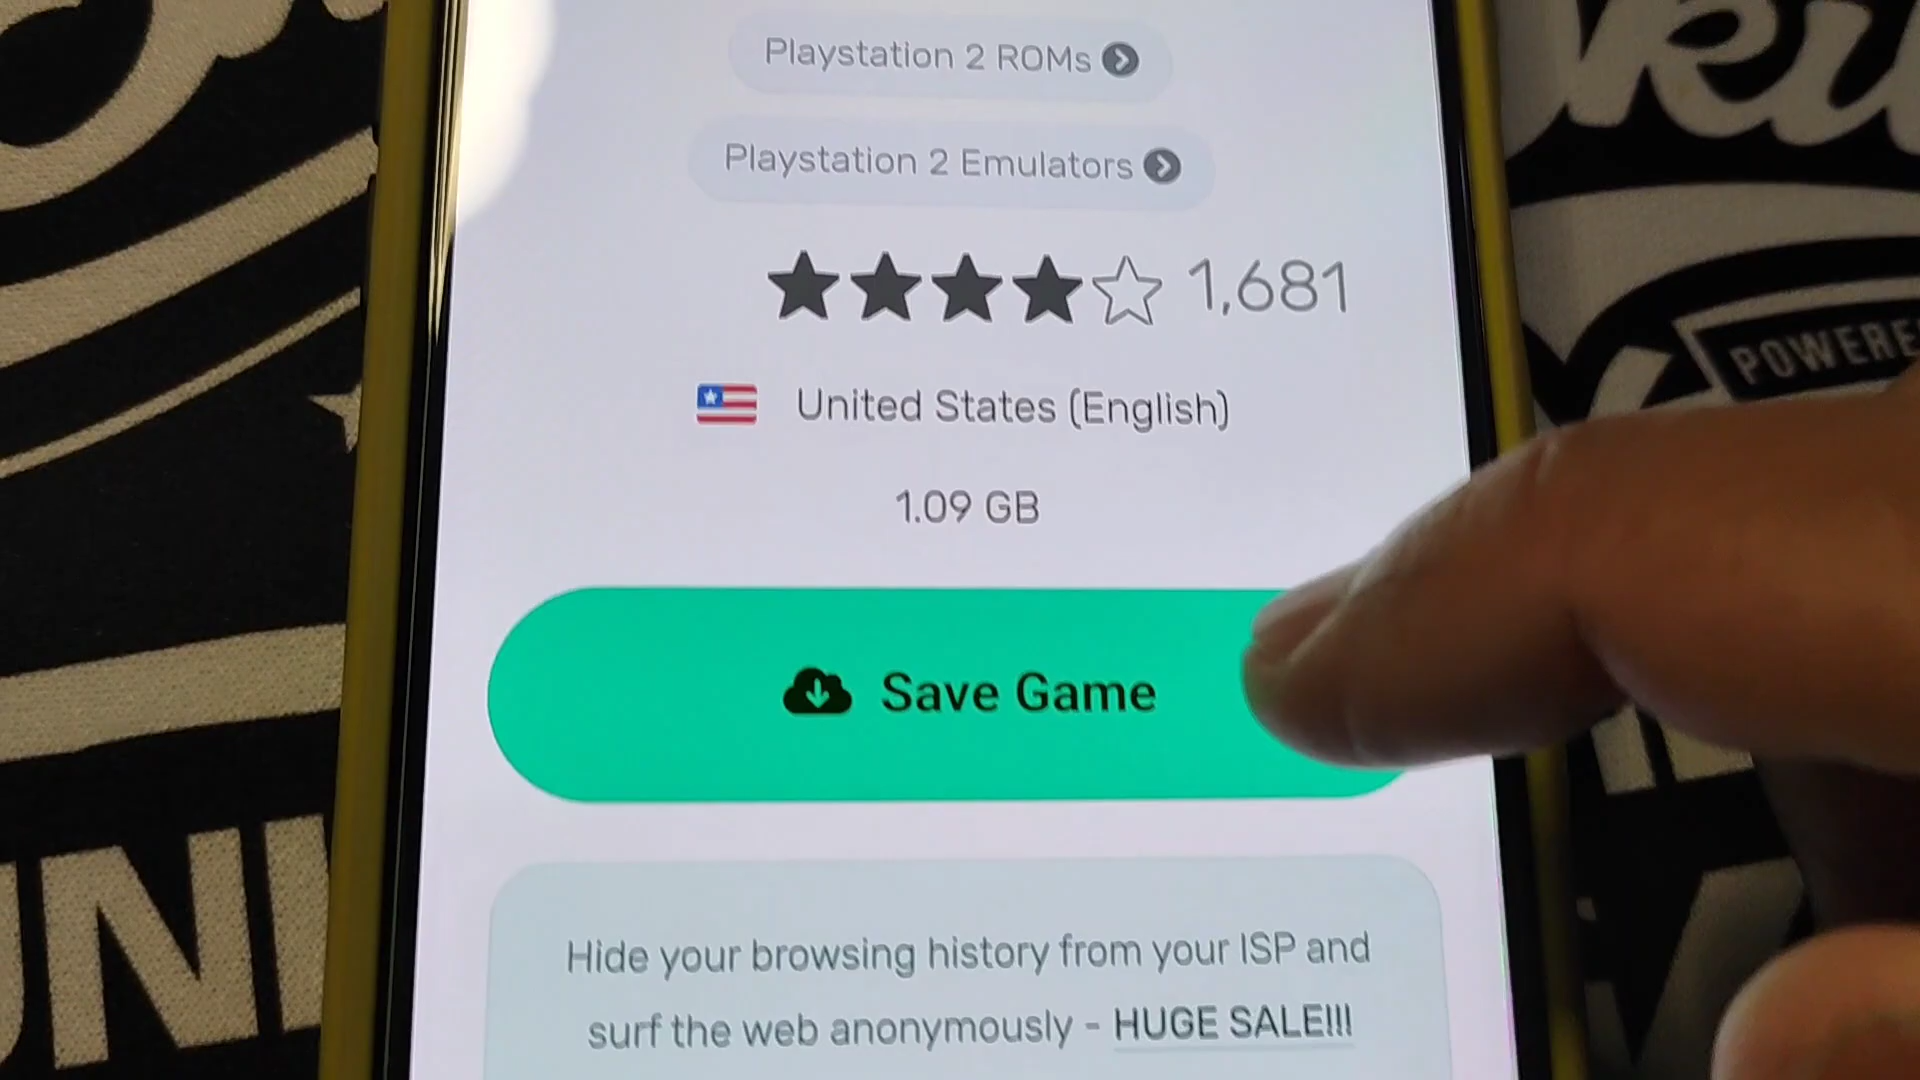 Playstation 2 ROMs
Playstation 2 Emulators
1,681
United States (English)
1.09 GB
Save Game
Hide your browsing history from your ISP and
surf the web anonymously - HUGE SALE!!!
POWERE